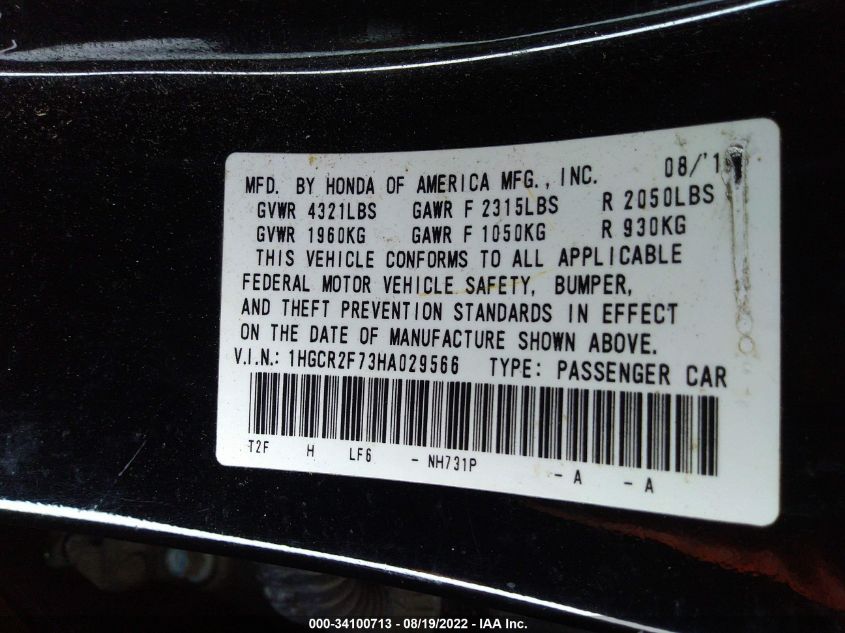 MFD. BY HONDA OF AMERICA MFG., INC.
GVWR 4321LBS GAWR F 2315LBS R 2050LBS
GVWR 1960KG GAWR F 1050KG R 930KG
THIS VEHICLE CONFORMS TO ALL APPLICABLE
FEDERAL MOTOR VEHICLE SAFETY, BUMPER,
AND THEFT PREVENTION STANDARDS IN EFFECT
ON THE DATE OF MANUFACTURE SHOWN ABOVE.
V.I.N.: 1HGCR2F73HA029566 TYPE: PASSENGER CAR
T2F H LF6 - NH731P - A - A
000-34100713 - 08/19/2022 - IAA Inc.